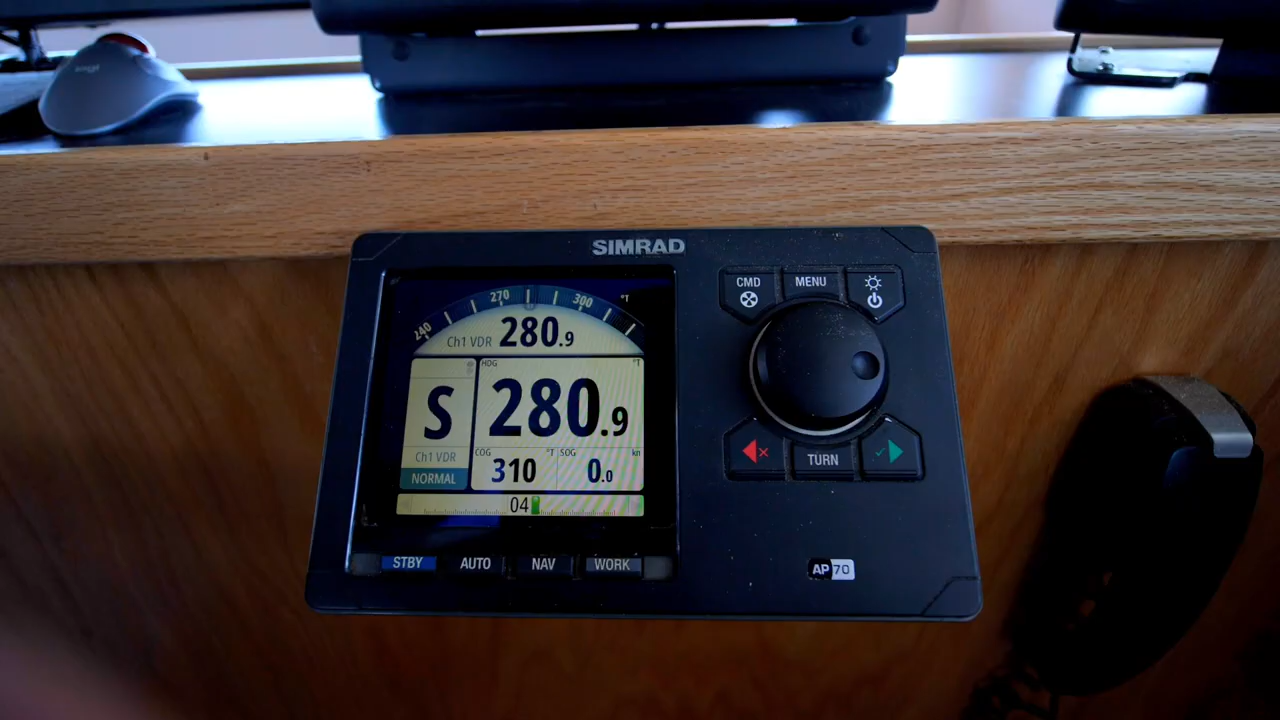 SIMRAD
CMD
MENU
240 270 300 °T
Ch1 VDR 280.9
HDG °T
S
280.9
Ch1 VDR
NORMAL
COG °T
310
SOG kn
0.0
04
TURN
STBY AUTO NAV WORK
AP70